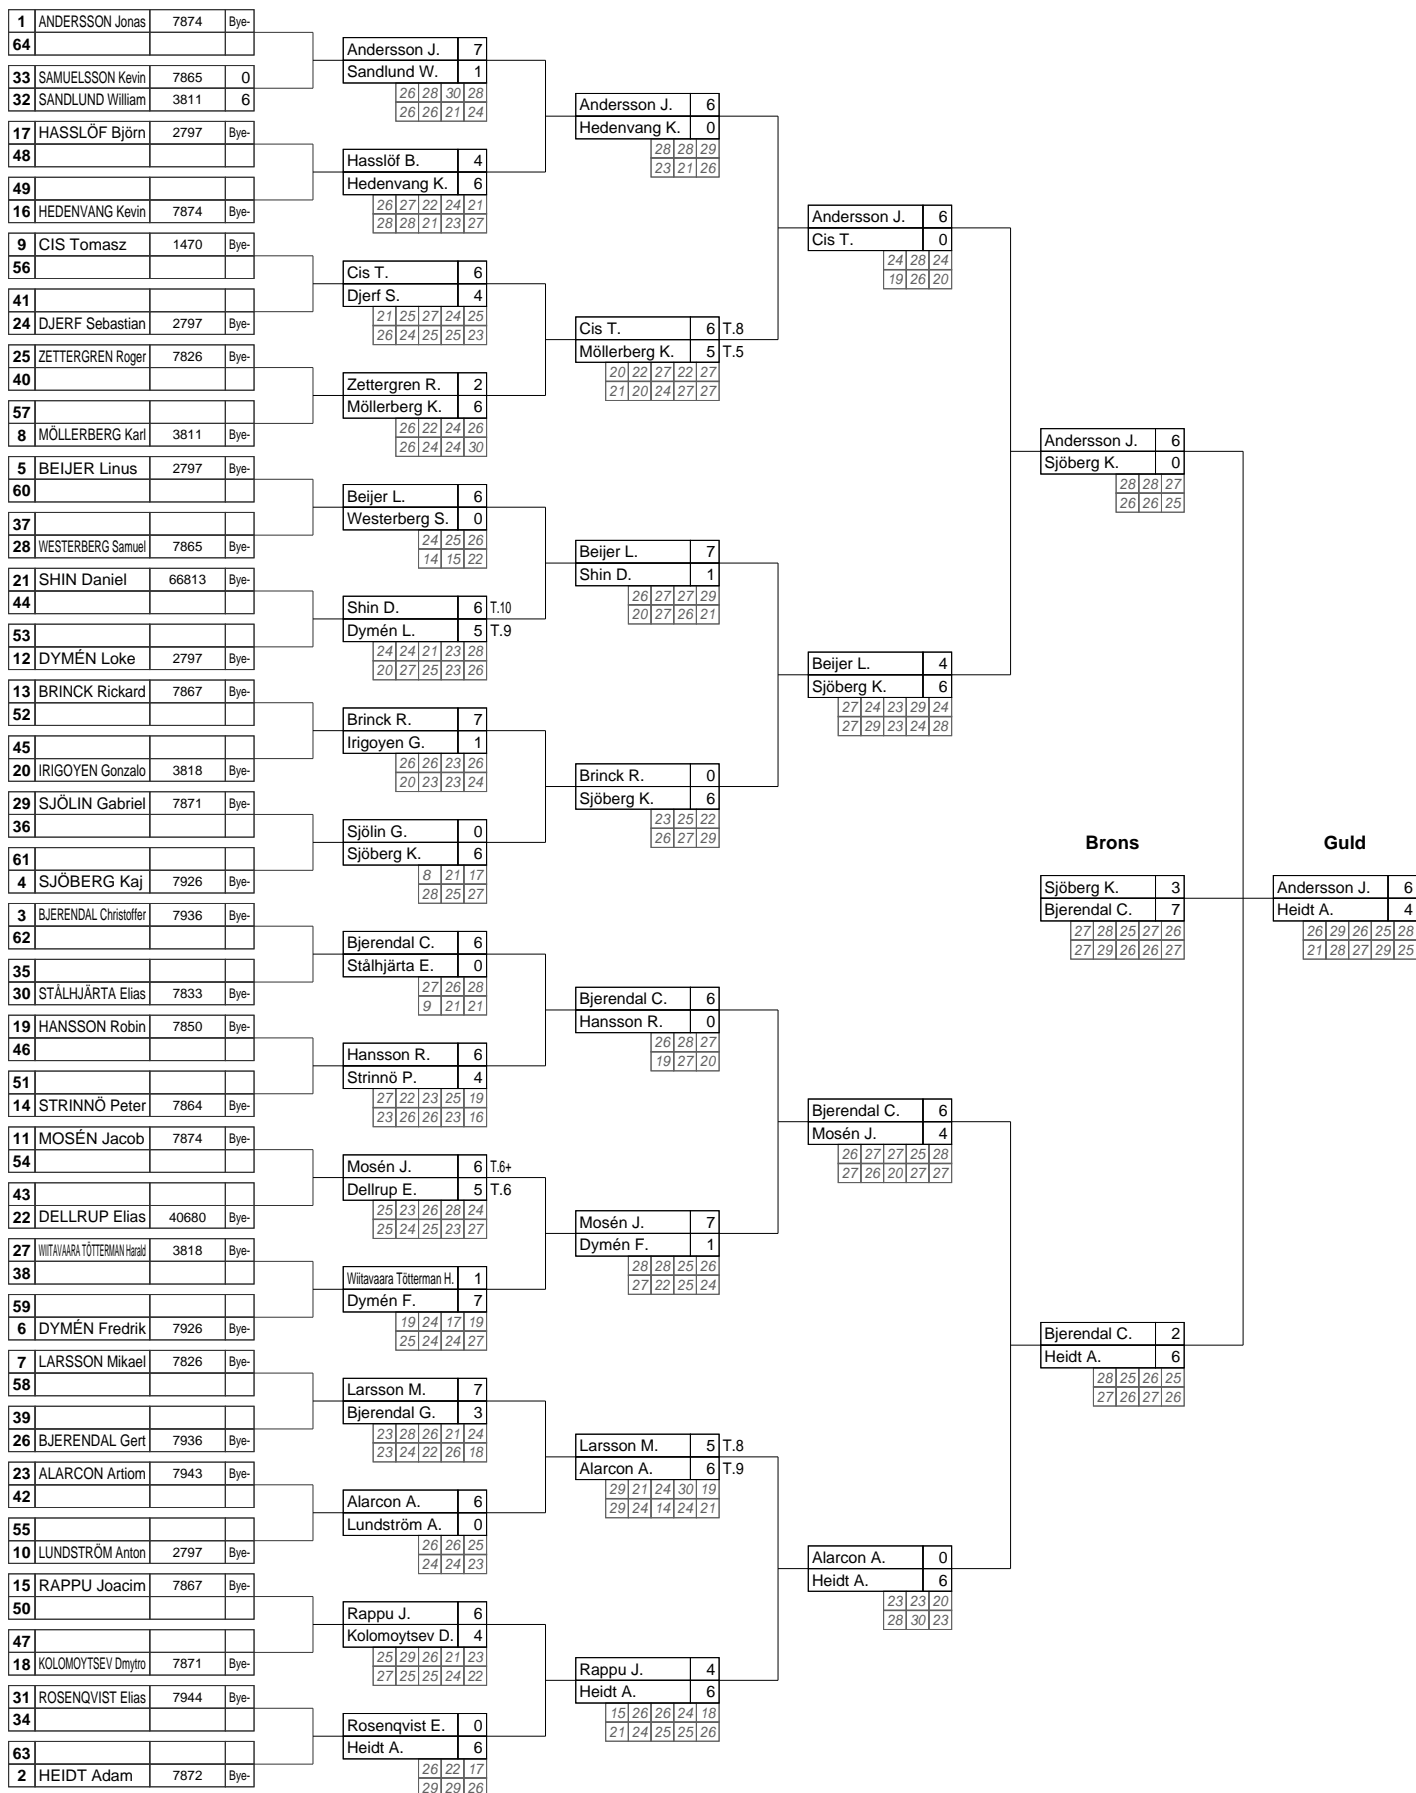 1 ANDERSSON Jonas 7874 Bye-
64
33 SAMUELSSON Kevin 7865 0
32 SANDLUND William 3811 6
17 HASSLÖF Björn 2797 Bye-
48
49
16 HEDENVANG Kevin 7874 Bye-
9 CIS Tomasz 1470 Bye-
56
41
24 DJERF Sebastian 2797 Bye-
25 ZETTERGREN Roger 7826 Bye-
40
57
8 MÖLLERBERG Karl 3811 Bye-
5 BEIJER Linus 2797 Bye-
60
37
28 WESTERBERG Samuel 7865 Bye-
21 SHIN Daniel 66813 Bye-
44
53
12 DYMÉN Loke 2797 Bye-
13 BRINCK Rickard 7867 Bye-
52
45
20 IRIGOYEN Gonzalo 3818 Bye-
29 SJÖLIN Gabriel 7871 Bye-
36
61
4 SJÖBERG Kaj 7926 Bye-
3 BJERENDAL Christoffer 7936 Bye-
62
35
30 STÅLHJÄRTA Elias 7833 Bye-
19 HANSSON Robin 7850 Bye-
46
51
14 STRINNÖ Peter 7864 Bye-
11 MOSÉN Jacob 7874 Bye-
54
43
22 DELLRUP Elias 40680 Bye-
27 WIITAVAARA TÖTTERMAN Harald 3818 Bye-
38
59
6 DYMÉN Fredrik 7926 Bye-
7 LARSSON Mikael 7826 Bye-
58
39
26 BJERENDAL Gert 7936 Bye-
23 ALARCON Artiom 7943 Bye-
42
55
10 LUNDSTRÖM Anton 2797 Bye-
15 RAPPU Joacim 7867 Bye-
50
47
18 KOLOMOYTSEV Dmytro 7871 Bye-
31 ROSENQVIST Elias 7944 Bye-
34
63
2 HEIDT Adam 7872 Bye-
Andersson J. 7
Sandlund W. 1
26 28 30 28
26 26 21 24
Hasslöf B. 4
Hedenvang K. 6
26 27 22 24 21
28 28 21 23 27
Cis T. 6
Djerf S. 4
21 25 27 24 25
26 24 25 25 23
Zettergren R. 2
Möllerberg K. 6
26 22 24 26
26 24 24 30
Beijer L. 6
Westerberg S. 0
24 25 26
14 15 22
Shin D. 6 T.10
Dymén L. 5 T.9
24 24 21 23 28
20 27 25 23 26
Brinck R. 7
Irigoyen G. 1
26 26 23 26
20 23 23 24
Sjölin G. 0
Sjöberg K. 6
8 21 17
28 25 27
Bjerendal C. 6
Stålhjärta E. 0
27 26 28
9 21 21
Hansson R. 6
Strinnö P. 4
27 22 23 25 19
23 26 26 23 16
Mosén J. 6 T.6+
Dellrup E. 5 T.6
25 23 26 28 24
25 24 25 23 27
Wiitavaara Tötterman H. 1
Dymén F. 7
19 24 17 19
25 24 24 27
Larsson M. 7
Bjerendal G. 3
23 28 26 21 24
23 24 22 26 18
Alarcon A. 6
Lundström A. 0
26 26 25
24 24 23
Rappu J. 6
Kolomoytsev D. 4
25 29 26 21 23
27 25 25 24 22
Rosenqvist E. 0
Heidt A. 6
26 22 17
29 29 26
Andersson J. 6
Hedenvang K. 0
28 28 29
23 21 26
Cis T. 6 T.8
Möllerberg K. 5 T.5
20 22 27 22 27
21 20 24 27 27
Beijer L. 7
Shin D. 1
26 27 27 29
20 27 26 21
Brinck R. 0
Sjöberg K. 6
23 25 22
26 27 29
Bjerendal C. 6
Hansson R. 0
26 28 27
19 27 20
Mosén J. 7
Dymén F. 1
28 28 25 26
27 22 25 24
Larsson M. 5 T.8
Alarcon A. 6 T.9
29 21 24 30 19
29 24 14 24 21
Rappu J. 4
Heidt A. 6
15 26 26 24 18
21 24 25 25 26
Andersson J. 6
Cis T. 0
24 28 24
19 26 20
Beijer L. 4
Sjöberg K. 6
27 24 23 29 24
27 29 23 24 28
Bjerendal C. 6
Mosén J. 4
26 27 27 25 28
27 26 20 27 27
Alarcon A. 0
Heidt A. 6
23 23 20
28 30 23
Andersson J. 6
Sjöberg K. 0
28 28 27
26 26 25
Bjerendal C. 2
Heidt A. 6
28 25 26 25
27 26 27 26
Brons
Sjöberg K. 3
Bjerendal C. 7
27 28 25 27 26
27 29 26 26 27
Guld
Andersson J. 6
Heidt A. 4
26 29 26 25 28
21 28 27 29 25